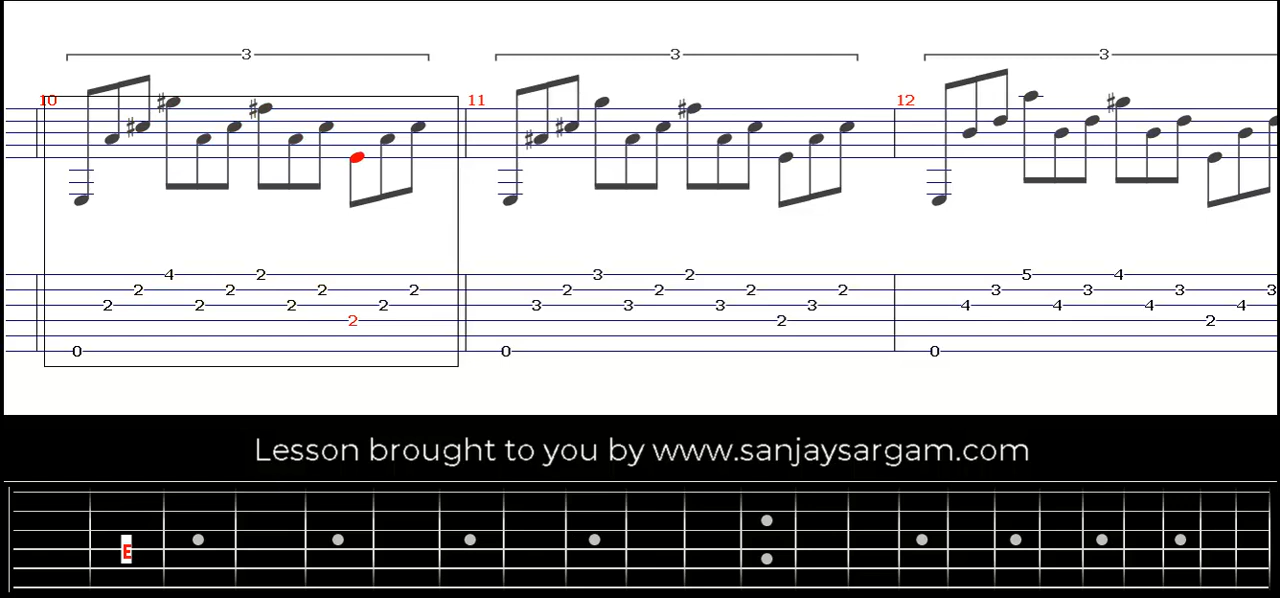 3 3 3
10 11 12
4 2 3 2 5 4
2 2 2 2 2 2 2 2 3 3 3 3
2 2 2 2 3 3 3 3 4 4 4 4
2 2 2
0 0 0
Lesson brought to you by www.sanjaysargam.com
E